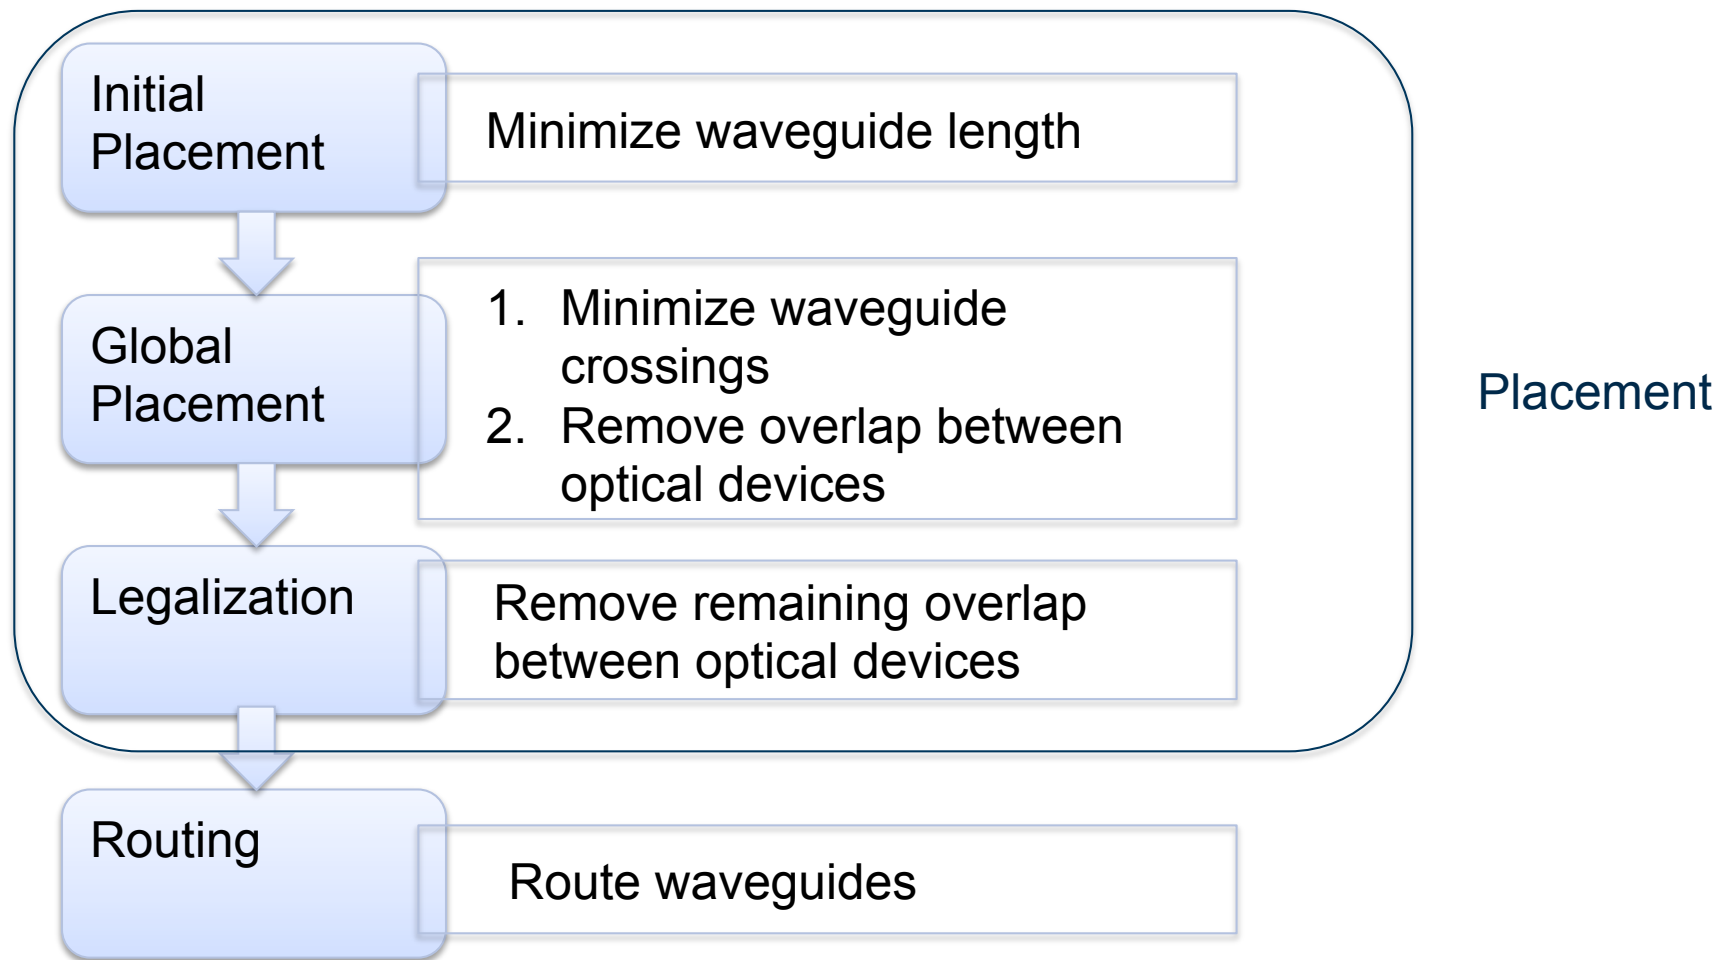 Initial
Placement
Minimize waveguide length
Global
Placement
1. Minimize waveguide
crossings
2. Remove overlap between
optical devices
Placement
Legalization
Remove remaining overlap
between optical devices
Routing
Route waveguides